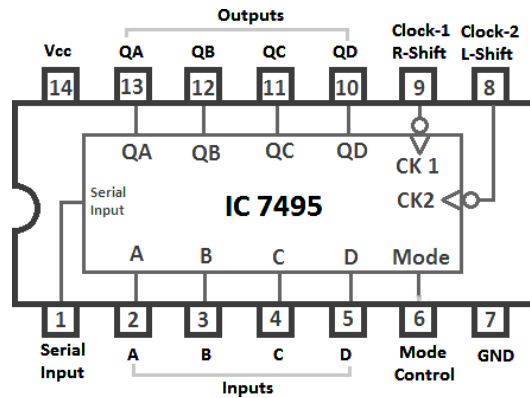 Outputs
Clock-1 Clock-2
Vcc QA QB QC QD R-Shift L-Shift
14 13 12 11 10 9 8
QA QB QC QD
CK 1
Serial
Input
IC 7495
CK2
A B C D Mode
1 2 3 4 5 6 7
Serial
Input
A B C D
Mode
Control
GND
Inputs